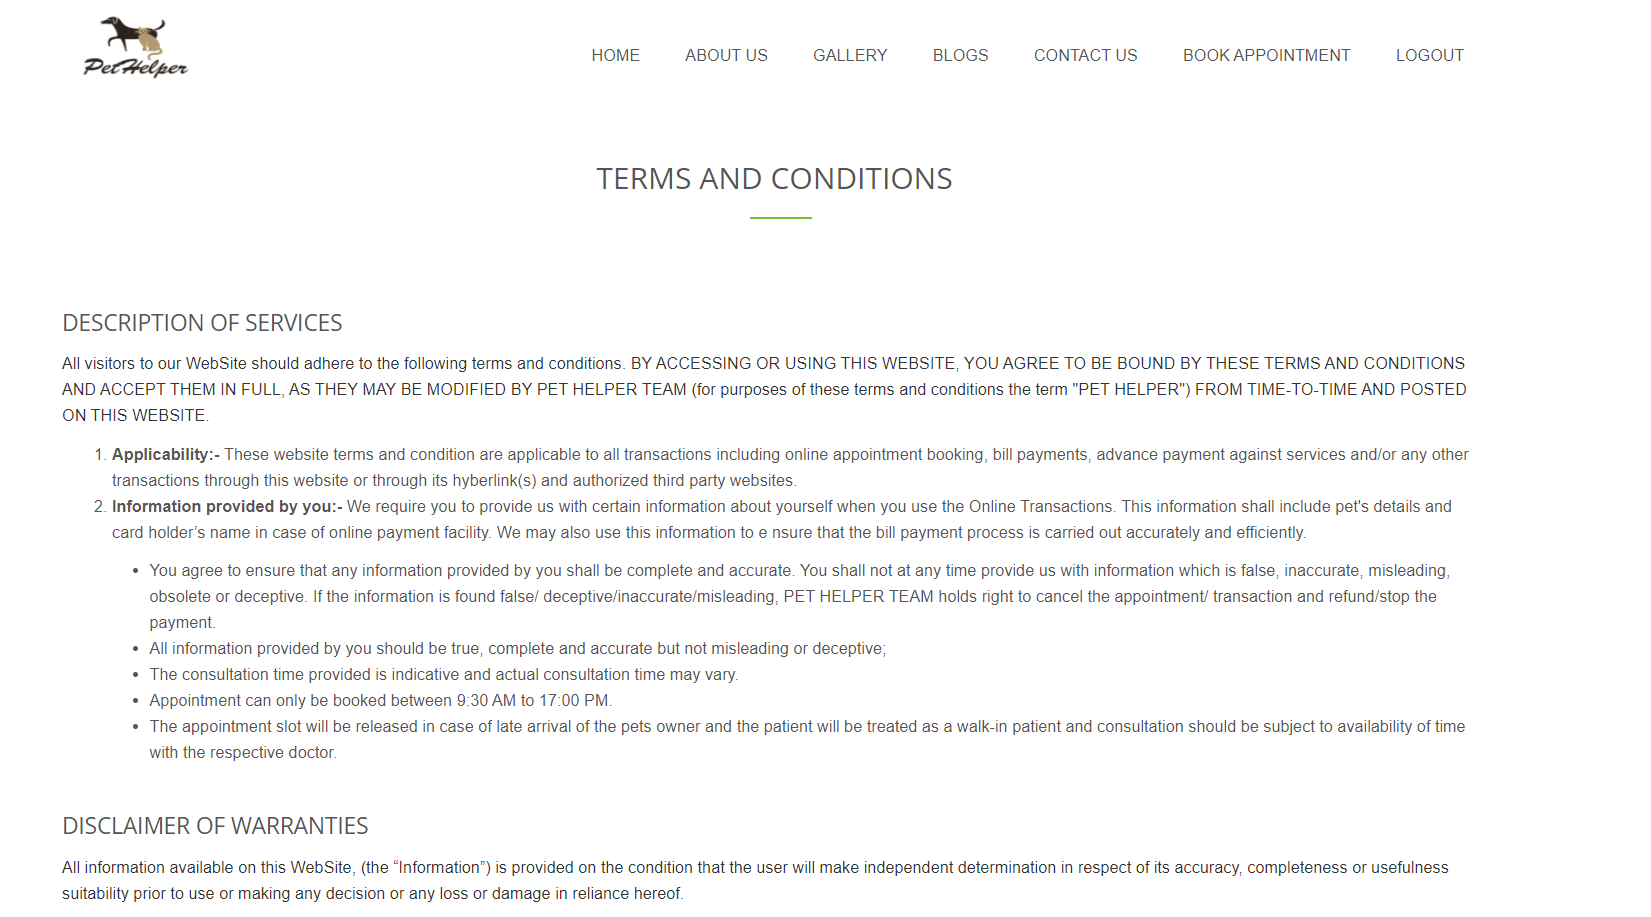 PetHelper
HOME ABOUT US GALLERY BLOGS CONTACT US BOOK APPOINTMENT LOGOUT
TERMS AND CONDITIONS
DESCRIPTION OF SERVICES
All visitors to our WebSite should adhere to the following terms and conditions. BY ACCESSING OR USING THIS WEBSITE, YOU AGREE TO BE BOUND BY THESE TERMS AND CONDITIONS
AND ACCEPT THEM IN FULL, AS THEY MAY BE MODIFIED BY PET HELPER TEAM (for purposes of these terms and conditions the term "PET HELPER") FROM TIME-TO-TIME AND POSTED
ON THIS WEBSITE.
1. Applicability:- These website terms and condition are applicable to all transactions including online appointment booking, bill payments, advance payment against services and/or any other
transactions through this website or through its hyberlink(s) and authorized third party websites.
2. Information provided by you:- We require you to provide us with certain information about yourself when you use the Online Transactions. This information shall include pet's details and
card holder’s name in case of online payment facility. We may also use this information to e nsure that the bill payment process is carried out accurately and efficiently.
• You agree to ensure that any information provided by you shall be complete and accurate. You shall not at any time provide us with information which is false, inaccurate, misleading,
obsolete or deceptive. If the information is found false/ deceptive/inaccurate/misleading, PET HELPER TEAM holds right to cancel the appointment/ transaction and refund/stop the
payment.
• All information provided by you should be true, complete and accurate but not misleading or deceptive;
• The consultation time provided is indicative and actual consultation time may vary.
• Appointment can only be booked between 9:30 AM to 17:00 PM.
• The appointment slot will be released in case of late arrival of the pets owner and the patient will be treated as a walk-in patient and consultation should be subject to availability of time
with the respective doctor.
DISCLAIMER OF WARRANTIES
All information available on this WebSite, (the “Information”) is provided on the condition that the user will make independent determination in respect of its accuracy, completeness or usefulness
suitability prior to use or making any decision or any loss or damage in reliance hereof.